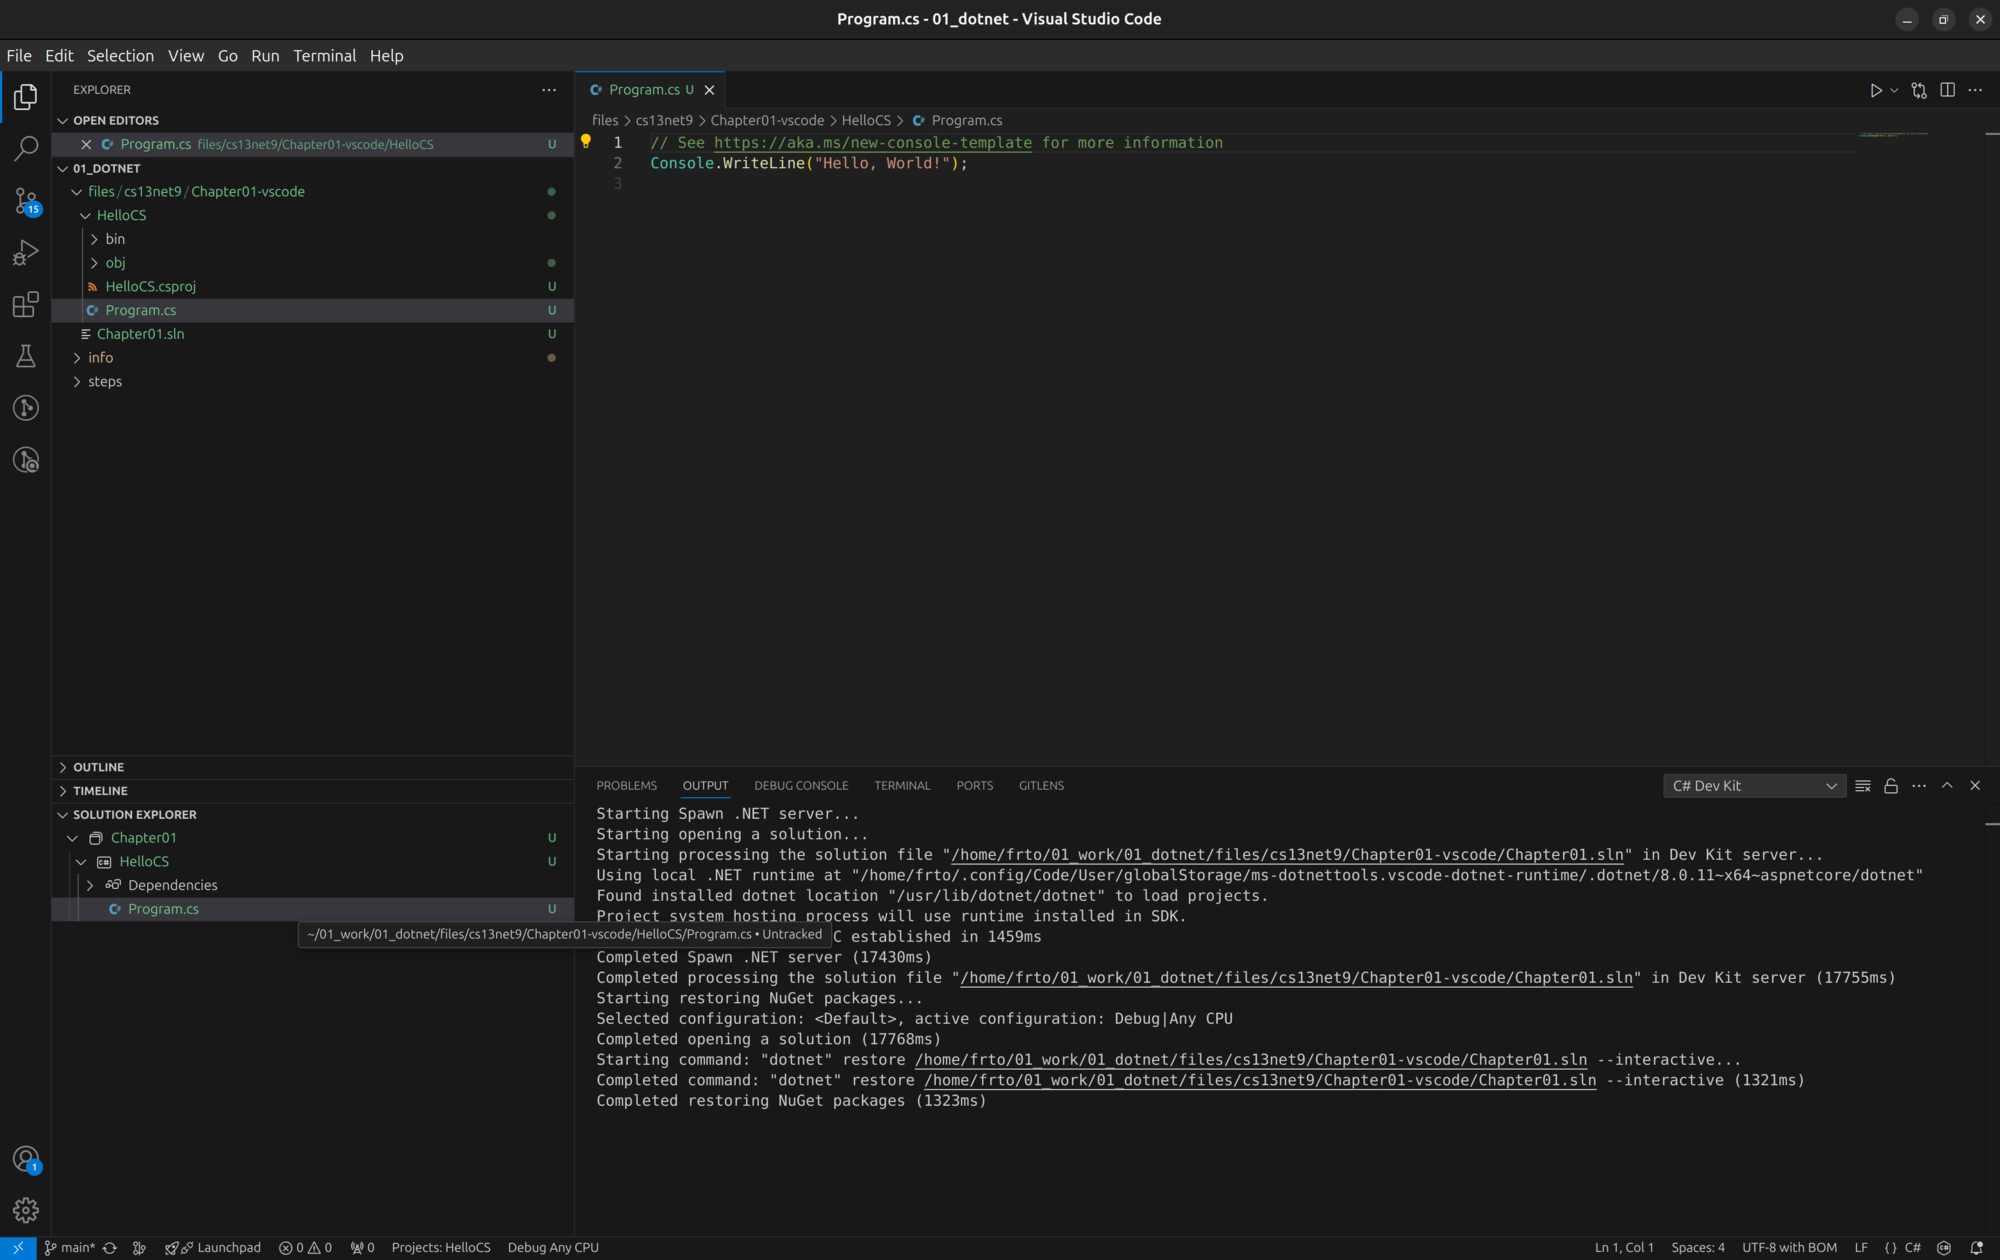 Program.cs - 01_dotnet - Visual Studio Code
File Edit Selection View Go Run Terminal Help
EXPLORER
OPEN EDITORS
Program.cs files/cs13net9/Chapter01-vscode/HelloCS U
01_DOTNET
files / cs13net9 / Chapter01-vscode
HelloCS
bin
obj
HelloCS.csproj U
Program.cs U
Chapter01.sln U
info
steps
OUTLINE
TIMELINE
SOLUTION EXPLORER
Chapter01 U
HelloCS U
Dependencies
Program.cs U
~/01_work/01_dotnet/files/cs13net9/Chapter01-vscode/HelloCS/Program.cs • Untracked
15
1
Program.cs U
files > cs13net9 > Chapter01-vscode > HelloCS > Program.cs
1 // See https://aka.ms/new-console-template for more information
2 Console.WriteLine("Hello, World!");
3
PROBLEMS OUTPUT DEBUG CONSOLE TERMINAL PORTS GITLENS
C# Dev Kit
Starting Spawn .NET server...
Starting opening a solution...
Starting processing the solution file "/home/frto/01_work/01_dotnet/files/cs13net9/Chapter01-vscode/Chapter01.sln" in Dev Kit server...
Using local .NET runtime at "/home/frto/.config/Code/User/globalStorage/ms-dotnettools.vscode-dotnet-runtime/.dotnet/8.0.11~x64~aspnetcore/dotnet"
Found installed dotnet location "/usr/lib/dotnet/dotnet" to load projects.
Project system hosting process will use runtime installed in SDK.
C established in 1459ms
Completed Spawn .NET server (17430ms)
Completed processing the solution file "/home/frto/01_work/01_dotnet/files/cs13net9/Chapter01-vscode/Chapter01.sln" in Dev Kit server (17755ms)
Starting restoring NuGet packages...
Selected configuration: <Default>, active configuration: Debug|Any CPU
Completed opening a solution (17768ms)
Starting command: "dotnet" restore /home/frto/01_work/01_dotnet/files/cs13net9/Chapter01-vscode/Chapter01.sln --interactive...
Completed command: "dotnet" restore /home/frto/01_work/01_dotnet/files/cs13net9/Chapter01-vscode/Chapter01.sln --interactive (1321ms)
Completed restoring NuGet packages (1323ms)
main* Launchpad 0 0 0 Projects: HelloCS Debug Any CPU Ln 1, Col 1 Spaces: 4 UTF-8 with BOM LF {} C#